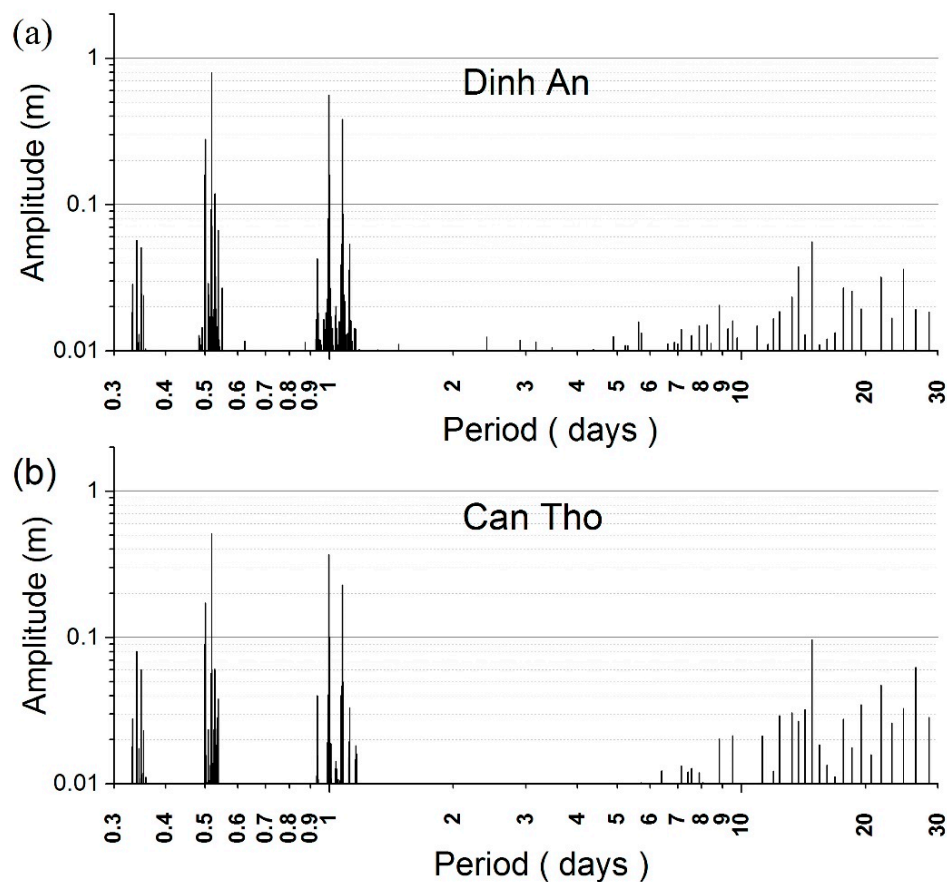 (a)
Dinh An
Amplitude (m)
1
0.1
0.01
0.3 0.4 0.5 0.6 0.7 0.8 0.9 1 2 3 4 5 6 7 8 9 10 20 30
Period ( days )
(b)
Can Tho
Amplitude (m)
1
0.1
0.01
0.3 0.4 0.5 0.6 0.7 0.8 0.9 1 2 3 4 5 6 7 8 9 10 20 30
Period ( days )